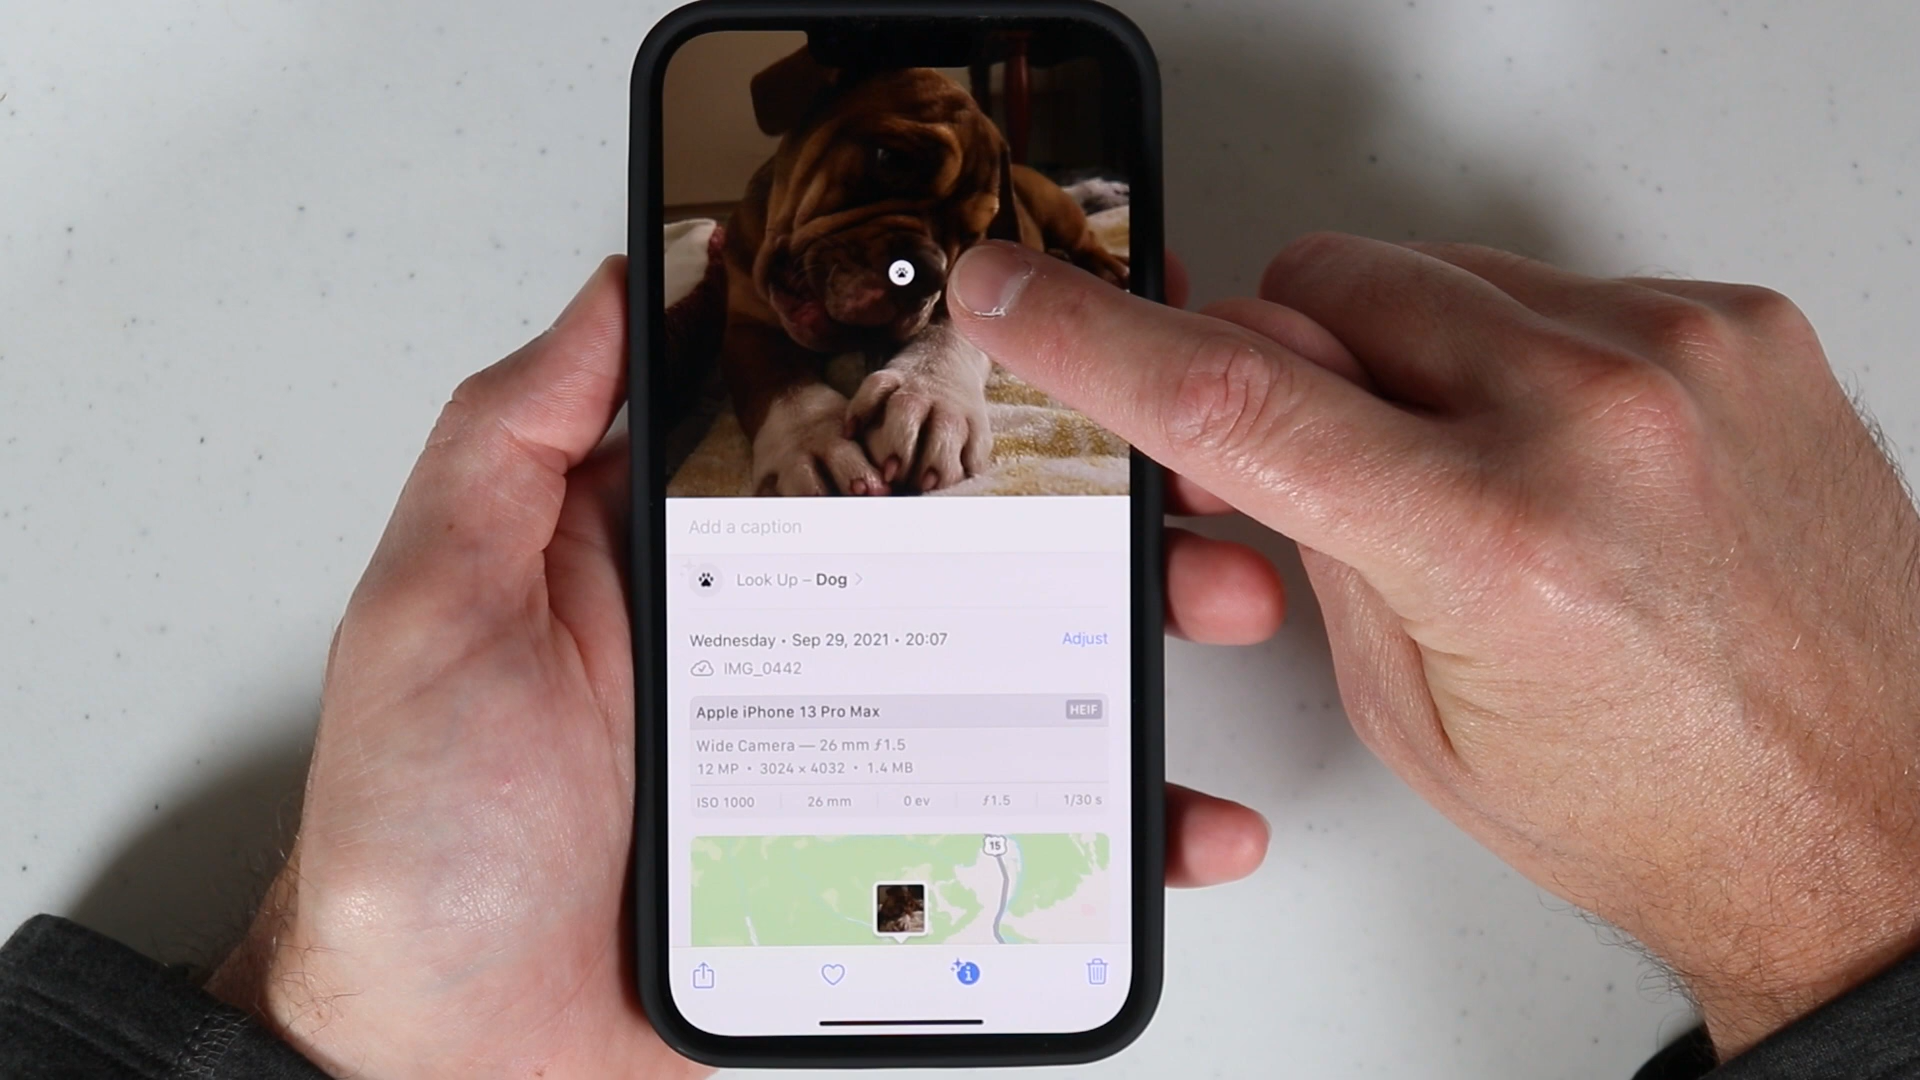 Add a caption
Look Up – Dog
Wednesday • Sep 29, 2021 • 20:07
Adjust
IMG_0442
Apple iPhone 13 Pro Max
HEIF
Wide Camera — 26 mm ƒ1.5
12 MP • 3024 × 4032 • 1.4 MB
ISO 1000
26 mm
0 ev
ƒ1.5
1/30 s
15